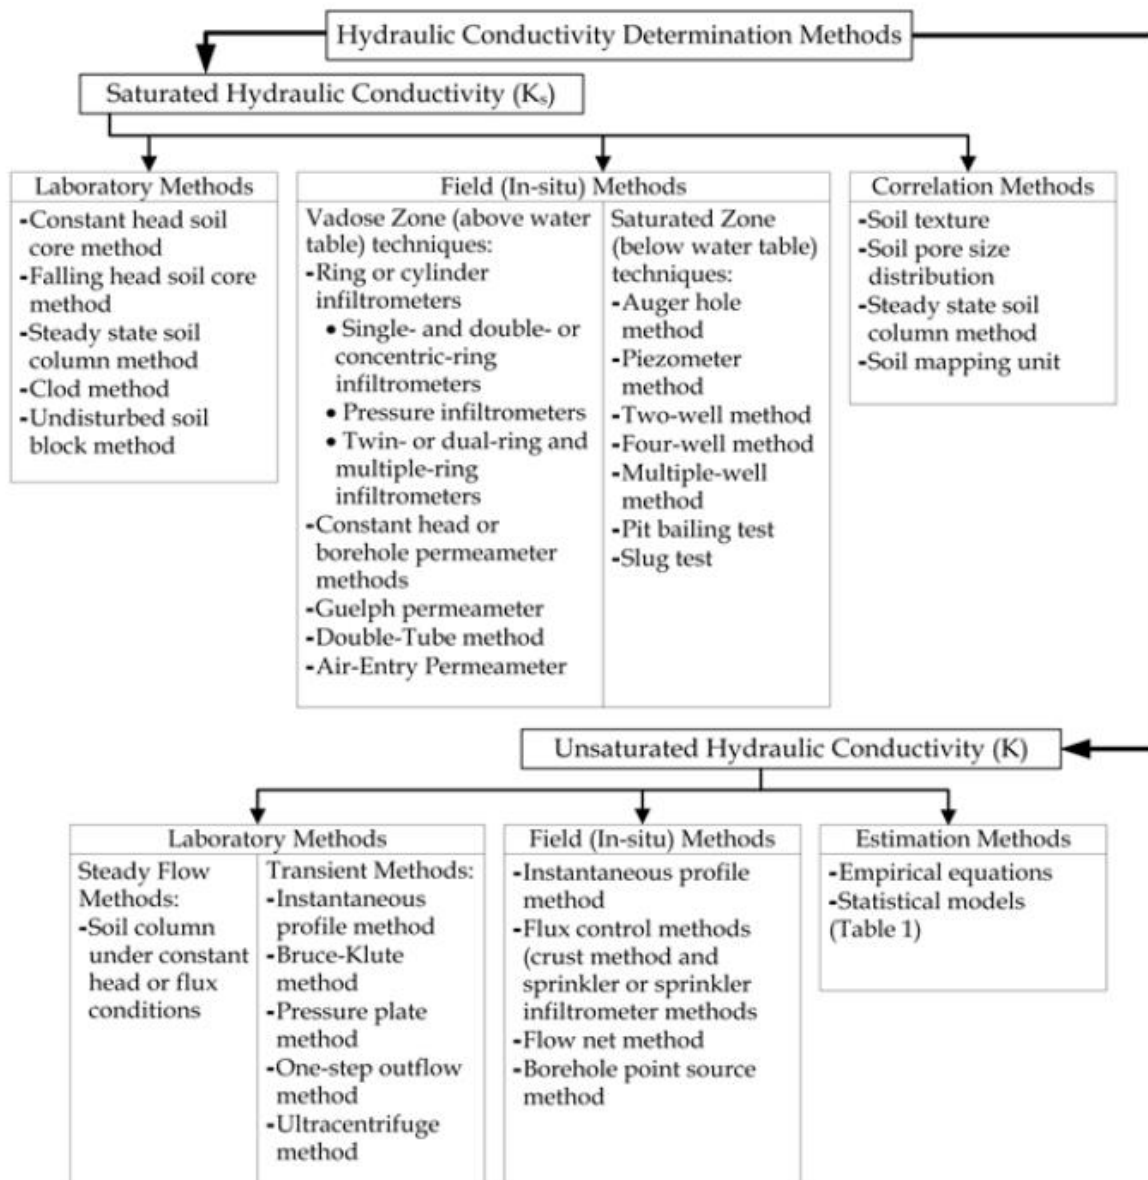 Hydraulic Conductivity Determination Methods
Saturated Hydraulic Conductivity (Kₛ)
Laboratory Methods
-Constant head soil
core method
-Falling head soil core
method
-Steady state soil
column method
-Clod method
-Undisturbed soil
block method
Field (In-situ) Methods
Vadose Zone (above water
table) techniques:
-Ring or cylinder
infiltrometers
• Single- and double- or
concentric-ring
infiltrometers
• Pressure infiltrometers
• Twin- or dual-ring and
multiple-ring
infiltrometers
-Constant head or
borehole permeameter
methods
-Guelph permeameter
-Double-Tube method
-Air-Entry Permeameter
Saturated Zone
(below water table)
techniques:
-Auger hole
method
-Piezometer
method
-Two-well method
-Four-well method
-Multiple-well
method
-Pit bailing test
-Slug test
Correlation Methods
-Soil texture
-Soil pore size
distribution
-Steady state soil
column method
-Soil mapping unit
Unsaturated Hydraulic Conductivity (K)
Laboratory Methods
Steady Flow
Methods:
-Soil column
under constant
head or flux
conditions
Transient Methods:
-Instantaneous
profile method
-Bruce-Klute
method
-Pressure plate
method
-One-step outflow
method
-Ultracentrifuge
method
Field (In-situ) Methods
-Instantaneous profile
method
-Flux control methods
(crust method and
sprinkler or sprinkler
infiltrometer methods
-Flow net method
-Borehole point source
method
Estimation Methods
-Empirical equations
-Statistical models
(Table 1)